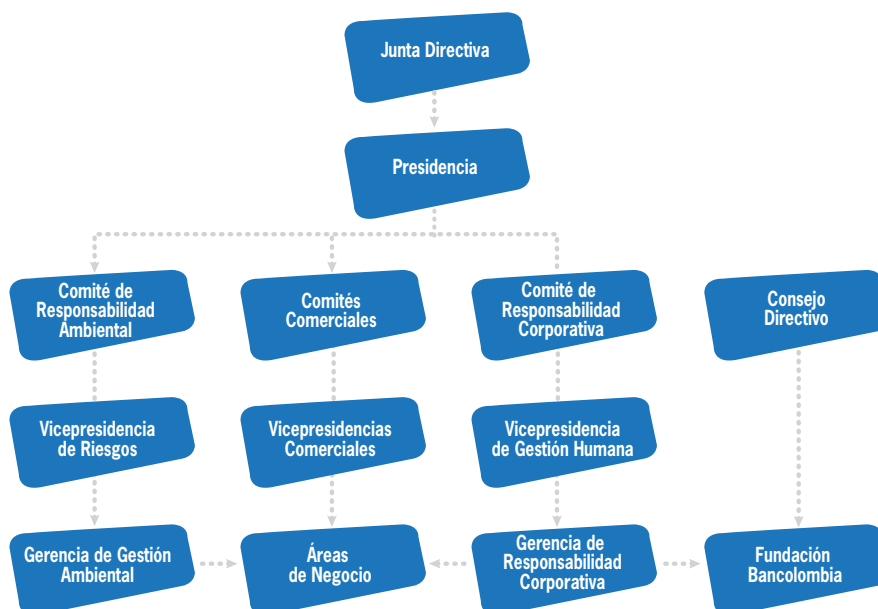 Junta Directiva
Presidencia
Comité de
Responsabilidad
Ambiental
Comités
Comerciales
Comité de
Responsabilidad
Corporativa
Consejo
Directivo
Vicepresidencia
de Riesgos
Vicepresidencias
Comerciales
Vicepresidencia
de Gestión Humana
Gerencia de Gestión
Ambiental
Áreas
de Negocio
Gerencia de
Responsabilidad
Corporativa
Fundación
Bancolombia